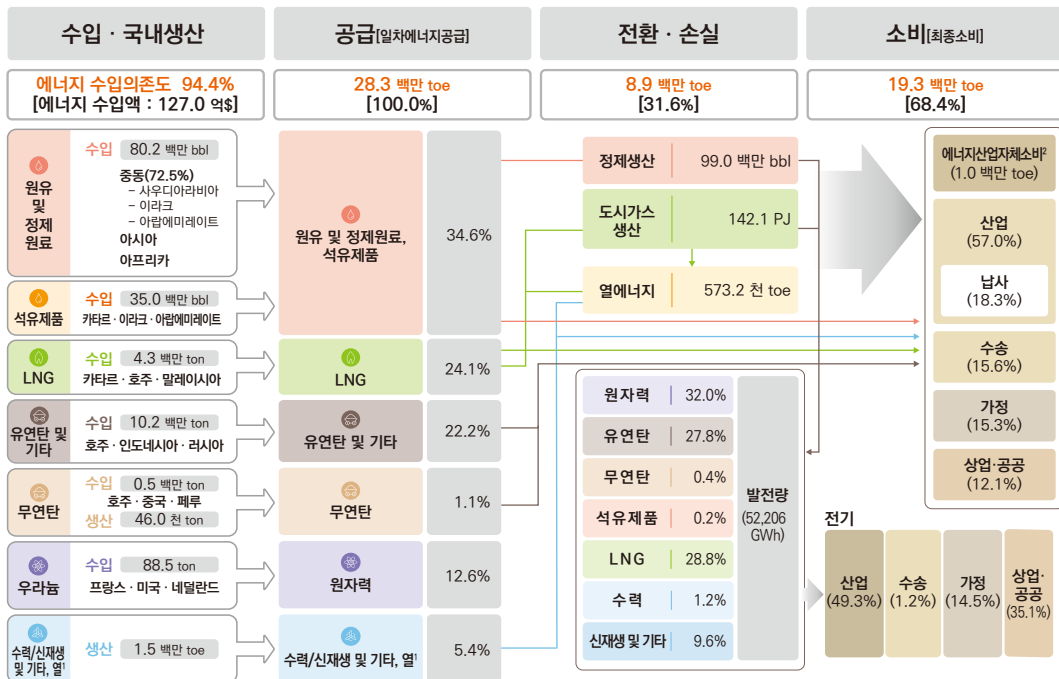 수입 · 국내생산
공급[일차에너지공급]
전환 · 손실
소비[최종소비]
에너지 수입의존도 94.4%
[에너지 수입액 : 127.0 억$]
28.3 백만 toe
[100.0%]
8.9 백만 toe
[31.6%]
19.3 백만 toe
[68.4%]
원유
및
정제
원료
수입 80.2 백만 bbl
중동(72.5%)
– 사우디아라비아
– 이라크
– 아랍에미레이트
아시아
아프리카
석유제품
수입 35.0 백만 bbl
카타르 · 이라크 · 아랍에미레이트
LNG
수입 4.3 백만 ton
카타르 · 호주 · 말레이시아
유연탄 및
기타
수입 10.2 백만 ton
호주 · 인도네시아 · 러시아
무연탄
수입 0.5 백만 ton
호주 · 중국 · 페루
생산 46.0 천 ton
우라늄
수입 88.5 ton
프랑스 · 미국 · 네덜란드
수력/신재생
및 기타, 열¹
생산 1.5 백만 toe
원유 및 정제원료,
석유제품
34.6%
LNG
24.1%
유연탄 및 기타
22.2%
무연탄
1.1%
원자력
12.6%
수력/신재생 및 기타, 열¹
5.4%
정제생산 99.0 백만 bbl
도시가스
생산
142.1 PJ
열에너지 573.2 천 toe
원자력 32.0%
유연탄 27.8%
무연탄 0.4%
석유제품 0.2%
LNG 28.8%
수력 1.2%
신재생 및 기타 9.6%
발전량
(52,206
GWh)
에너지산업자체소비²
(1.0 백만 toe)
산업
(57.0%)
납사
(18.3%)
수송
(15.6%)
가정
(15.3%)
상업·공공
(12.1%)
전기
산업
(49.3%)
수송
(1.2%)
가정
(14.5%)
상업·
공공
(35.1%)